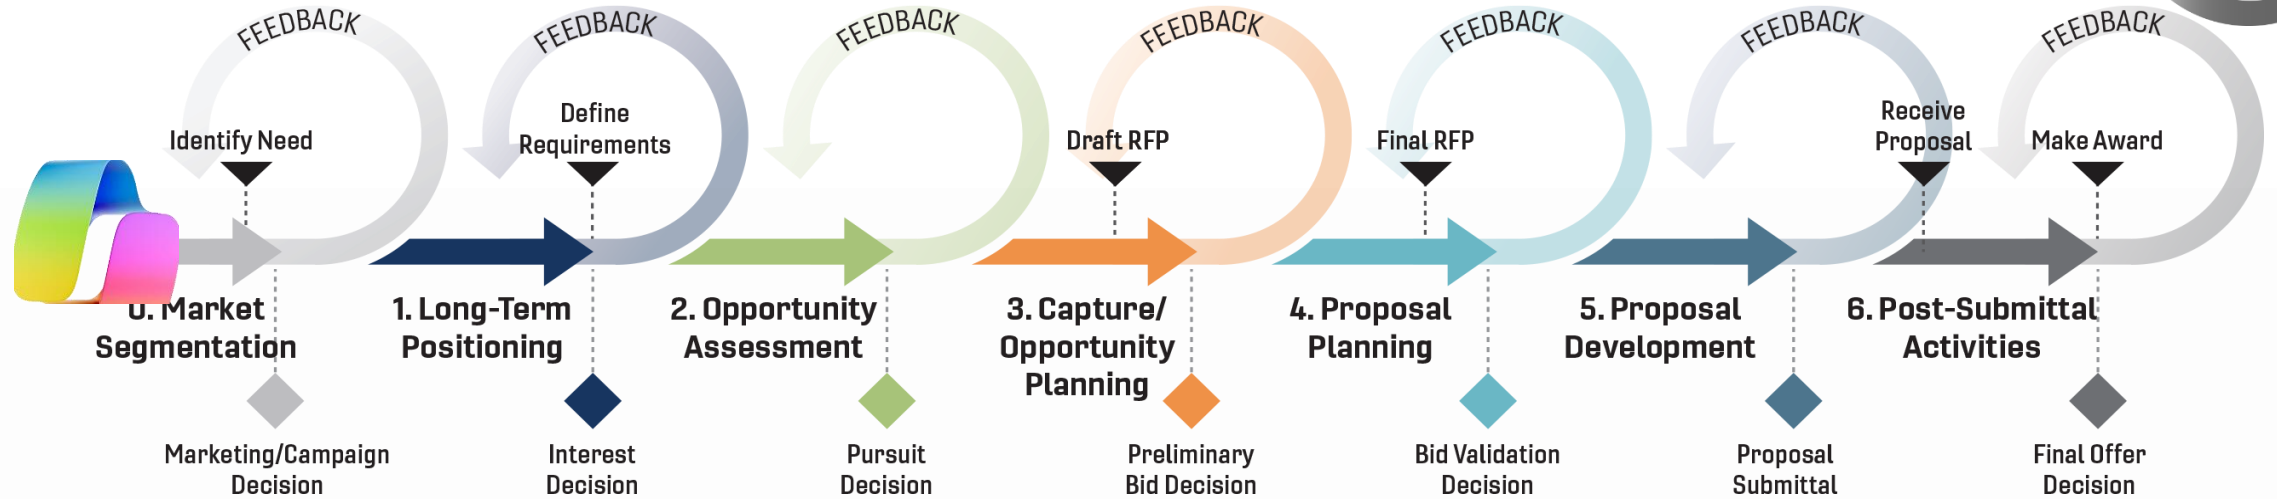 FEEDBACK
FEEDBACK
FEEDBACK
FEEDBACK
FEEDBACK
FEEDBACK
FEEDBACK
Identify Need
Define
Requirements
Draft RFP
Final RFP
Receive
Proposal
Make Award
0. Market
Segmentation
1. Long-Term
Positioning
2. Opportunity
Assessment
3. Capture/
Opportunity
Planning
4. Proposal
Planning
5. Proposal
Development
6. Post-Submittal
Activities
Marketing/Campaign
Decision
Interest
Decision
Pursuit
Decision
Preliminary
Bid Decision
Bid Validation
Decision
Proposal
Submittal
Final Offer
Decision